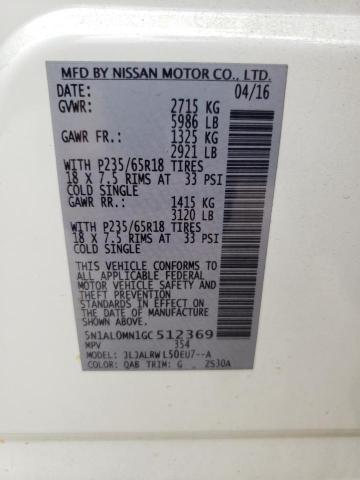 MFD BY NISSAN MOTOR CO., LTD.
DATE: 04/16
GVWR: 2715 KG
5986 LB
GAWR FR: 1325 KG
2921 LB
WITH P235/65R18 TIRES
18 X 7.5 RIMS AT 33 PSI
COLD SINGLE
GAWR RR.: 1415 KG
3120 LB
WITH P235/65R18 TIRES
18 X 7.5 RIMS AT 33 PSI
COLD SINGLE
THIS VEHICLE CONFORMS TO
ALL APPLICABLE FEDERAL
MOTOR VEHICLE SAFETY AND
THEFT PREVENTION
STANDARDS IN EFFECT ON
THE DATE OF MANUFACTURE
SHOWN ABOVE.
5N1AL0MN1GC512369
MPV 354
MODEL: JLJALRWL50EU7--A
COLOR: QAB TRIM: G ZS30A